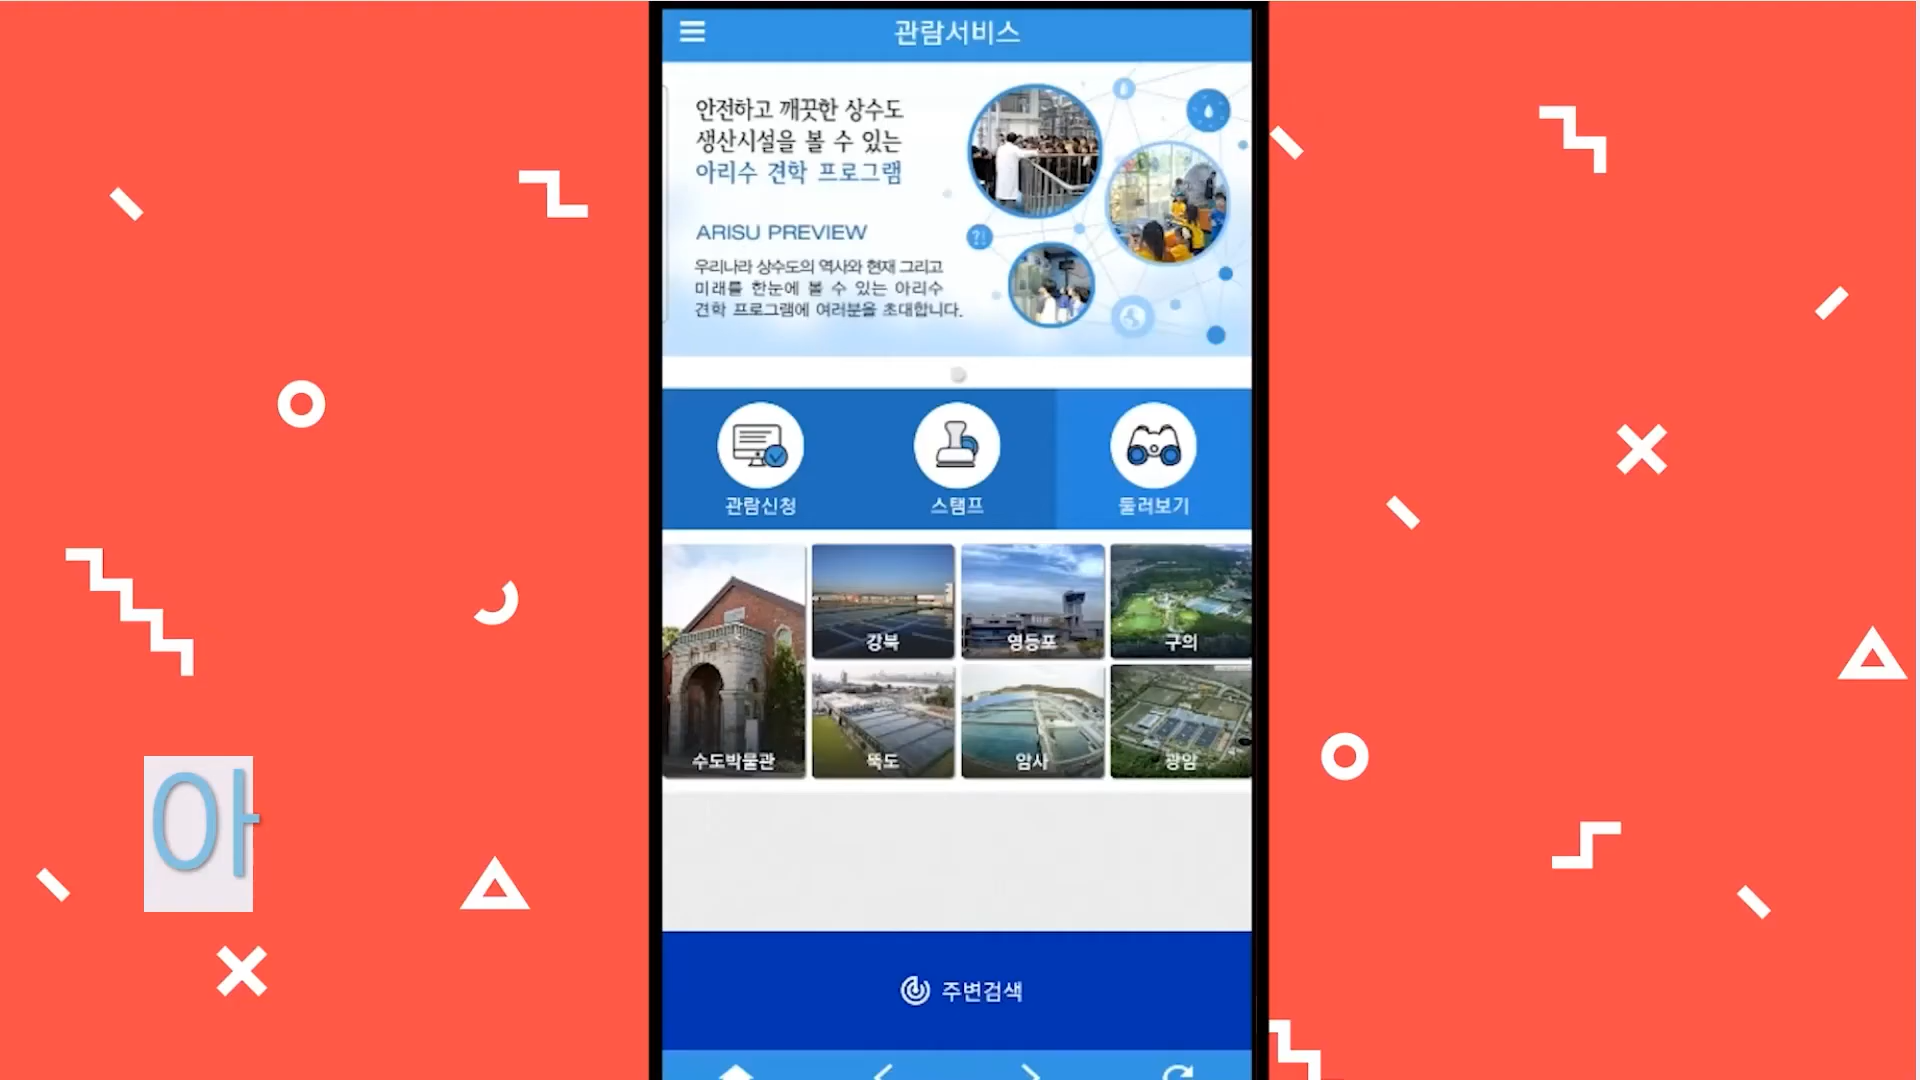 관람서비스
안전하고 깨끗한 상수도
생산시설을 볼 수 있는
아리수 견학 프로그램
ARISU PREVIEW
우리나라 상수도의 역사와 현재 그리고
미래를 한눈에 볼 수 있는 아리수
견학 프로그램에 여러분을 초대합니다.
?!
관람신청
스탬프
둘러보기
강북
영등포
구의
수도박물관
뚝도
암사
광암
아
주변검색